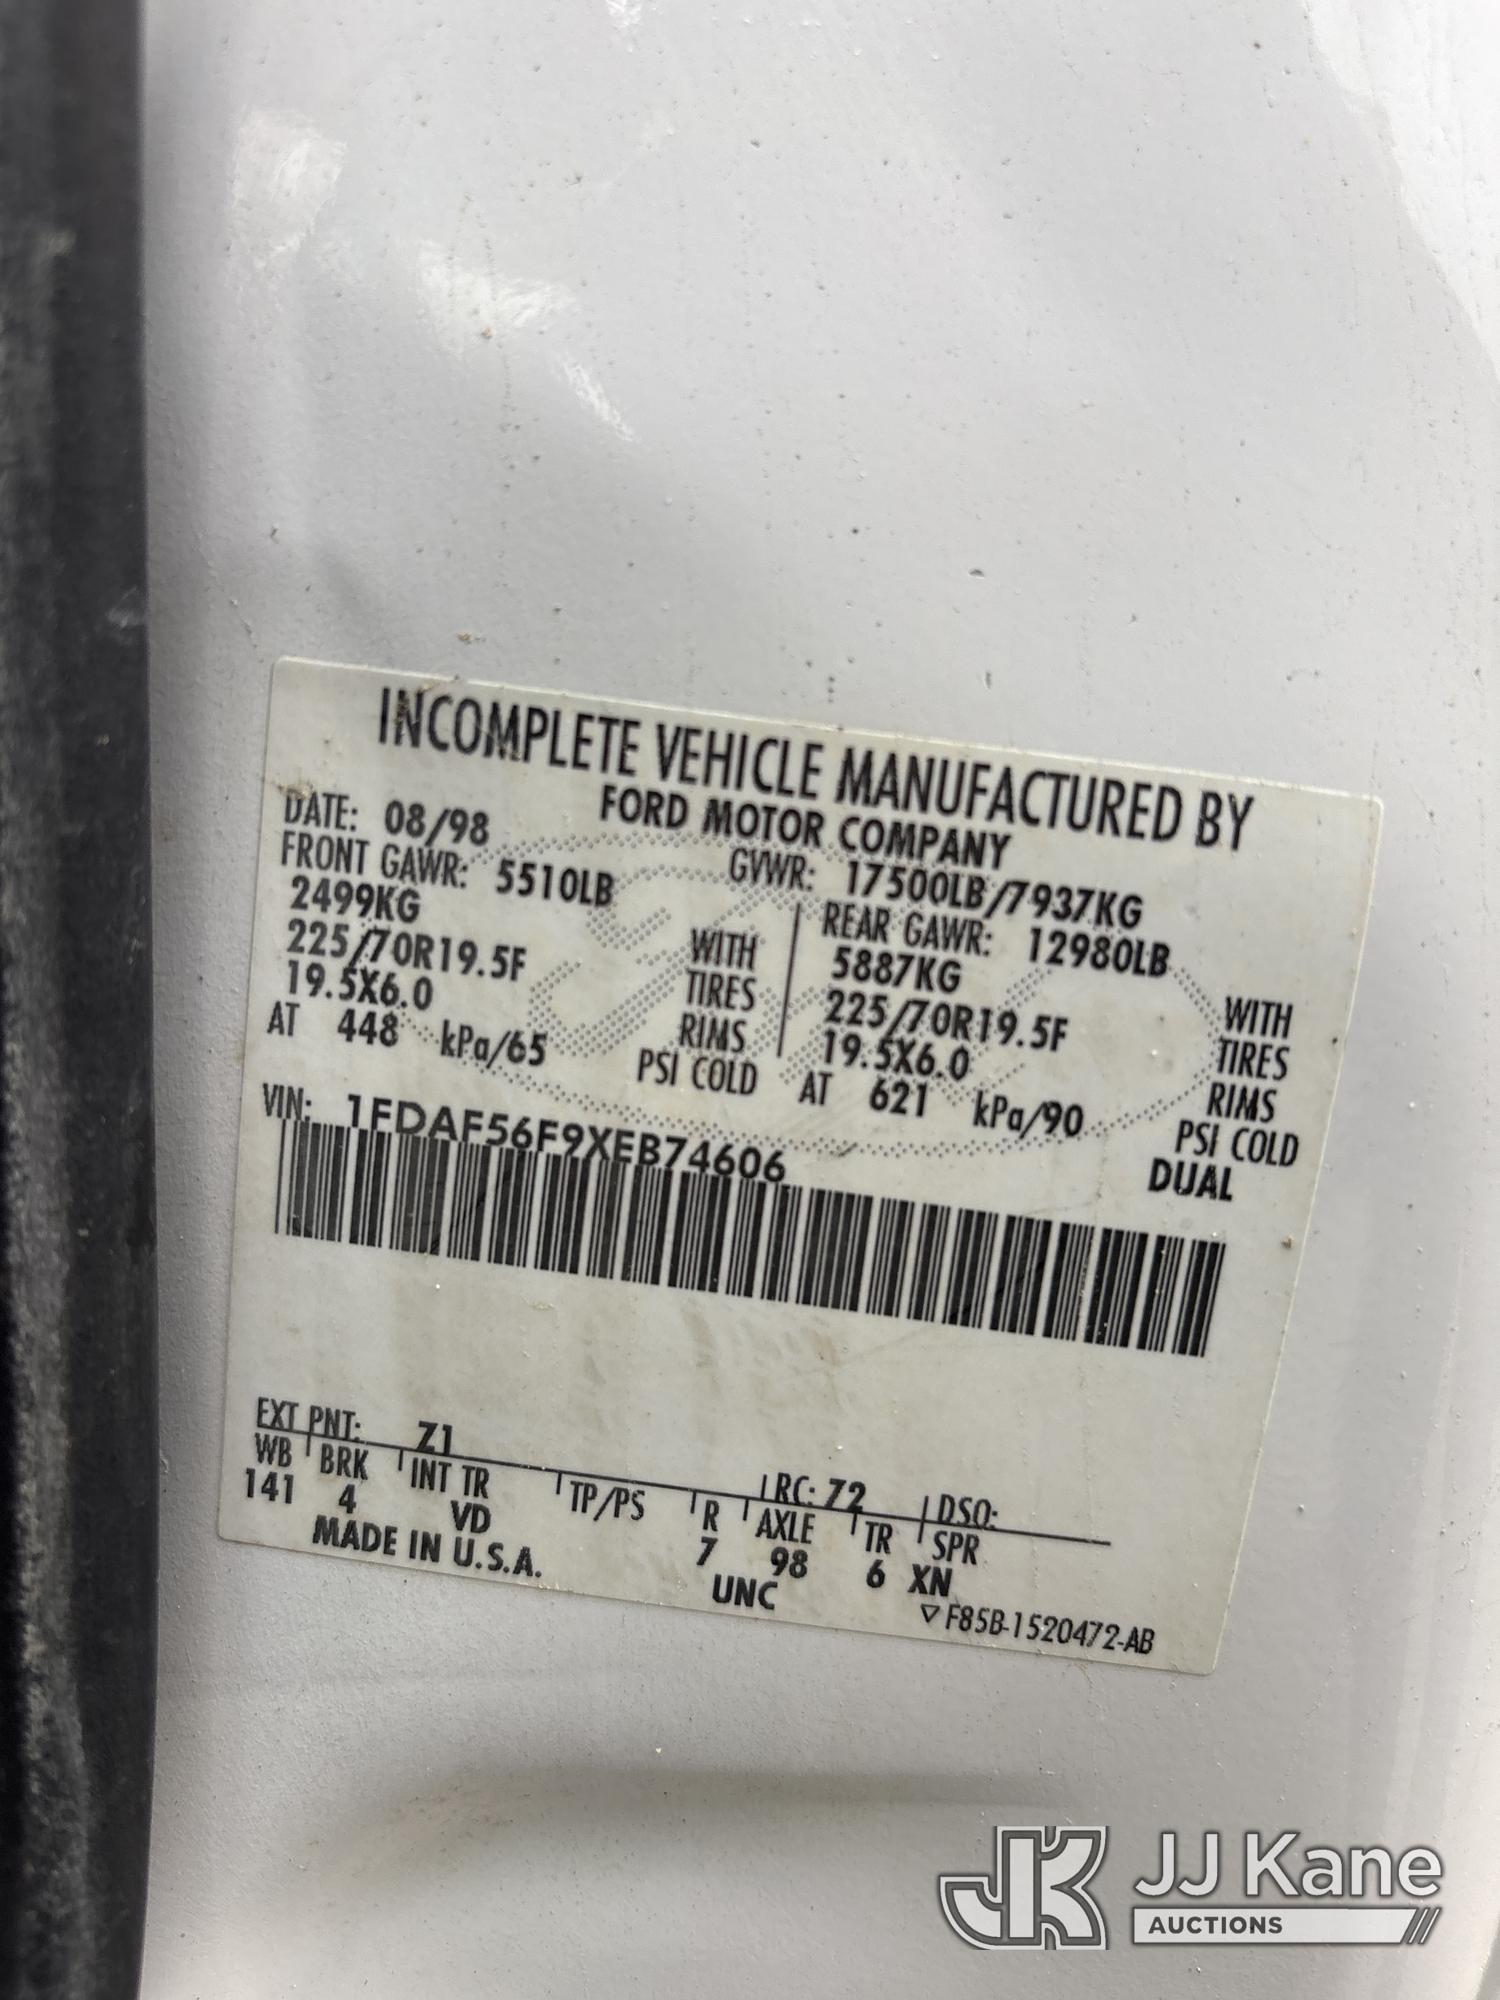 INCOMPLETE VEHICLE MANUFACTURED BY
FORD MOTOR COMPANY
DATE: 08/98 GVWR: 17500LB/7937KG
FRONT GAWR: 5510LB REAR GAWR: 12980LB
2499KG WITH 5887KG WITH
225/70R19.5F TIRES 225/70R19.5F TIRES
19.5X6.0 RIMS 19.5X6.0 RIMS
AT 448 kPa/65 PSI COLD AT 621 kPa/90 PSI COLD
VIN: 1FDAF56F9XEB74606 DUAL
EXT PNT: Z1 RC: 72 DSO:
WB BRK INT TR TP/PS R AXLE TR SPR
141 4 VD 7 98 6 XN
MADE IN U.S.A. UNC
▽ F85B-1520472-AB
JK JJ Kane
AUCTIONS